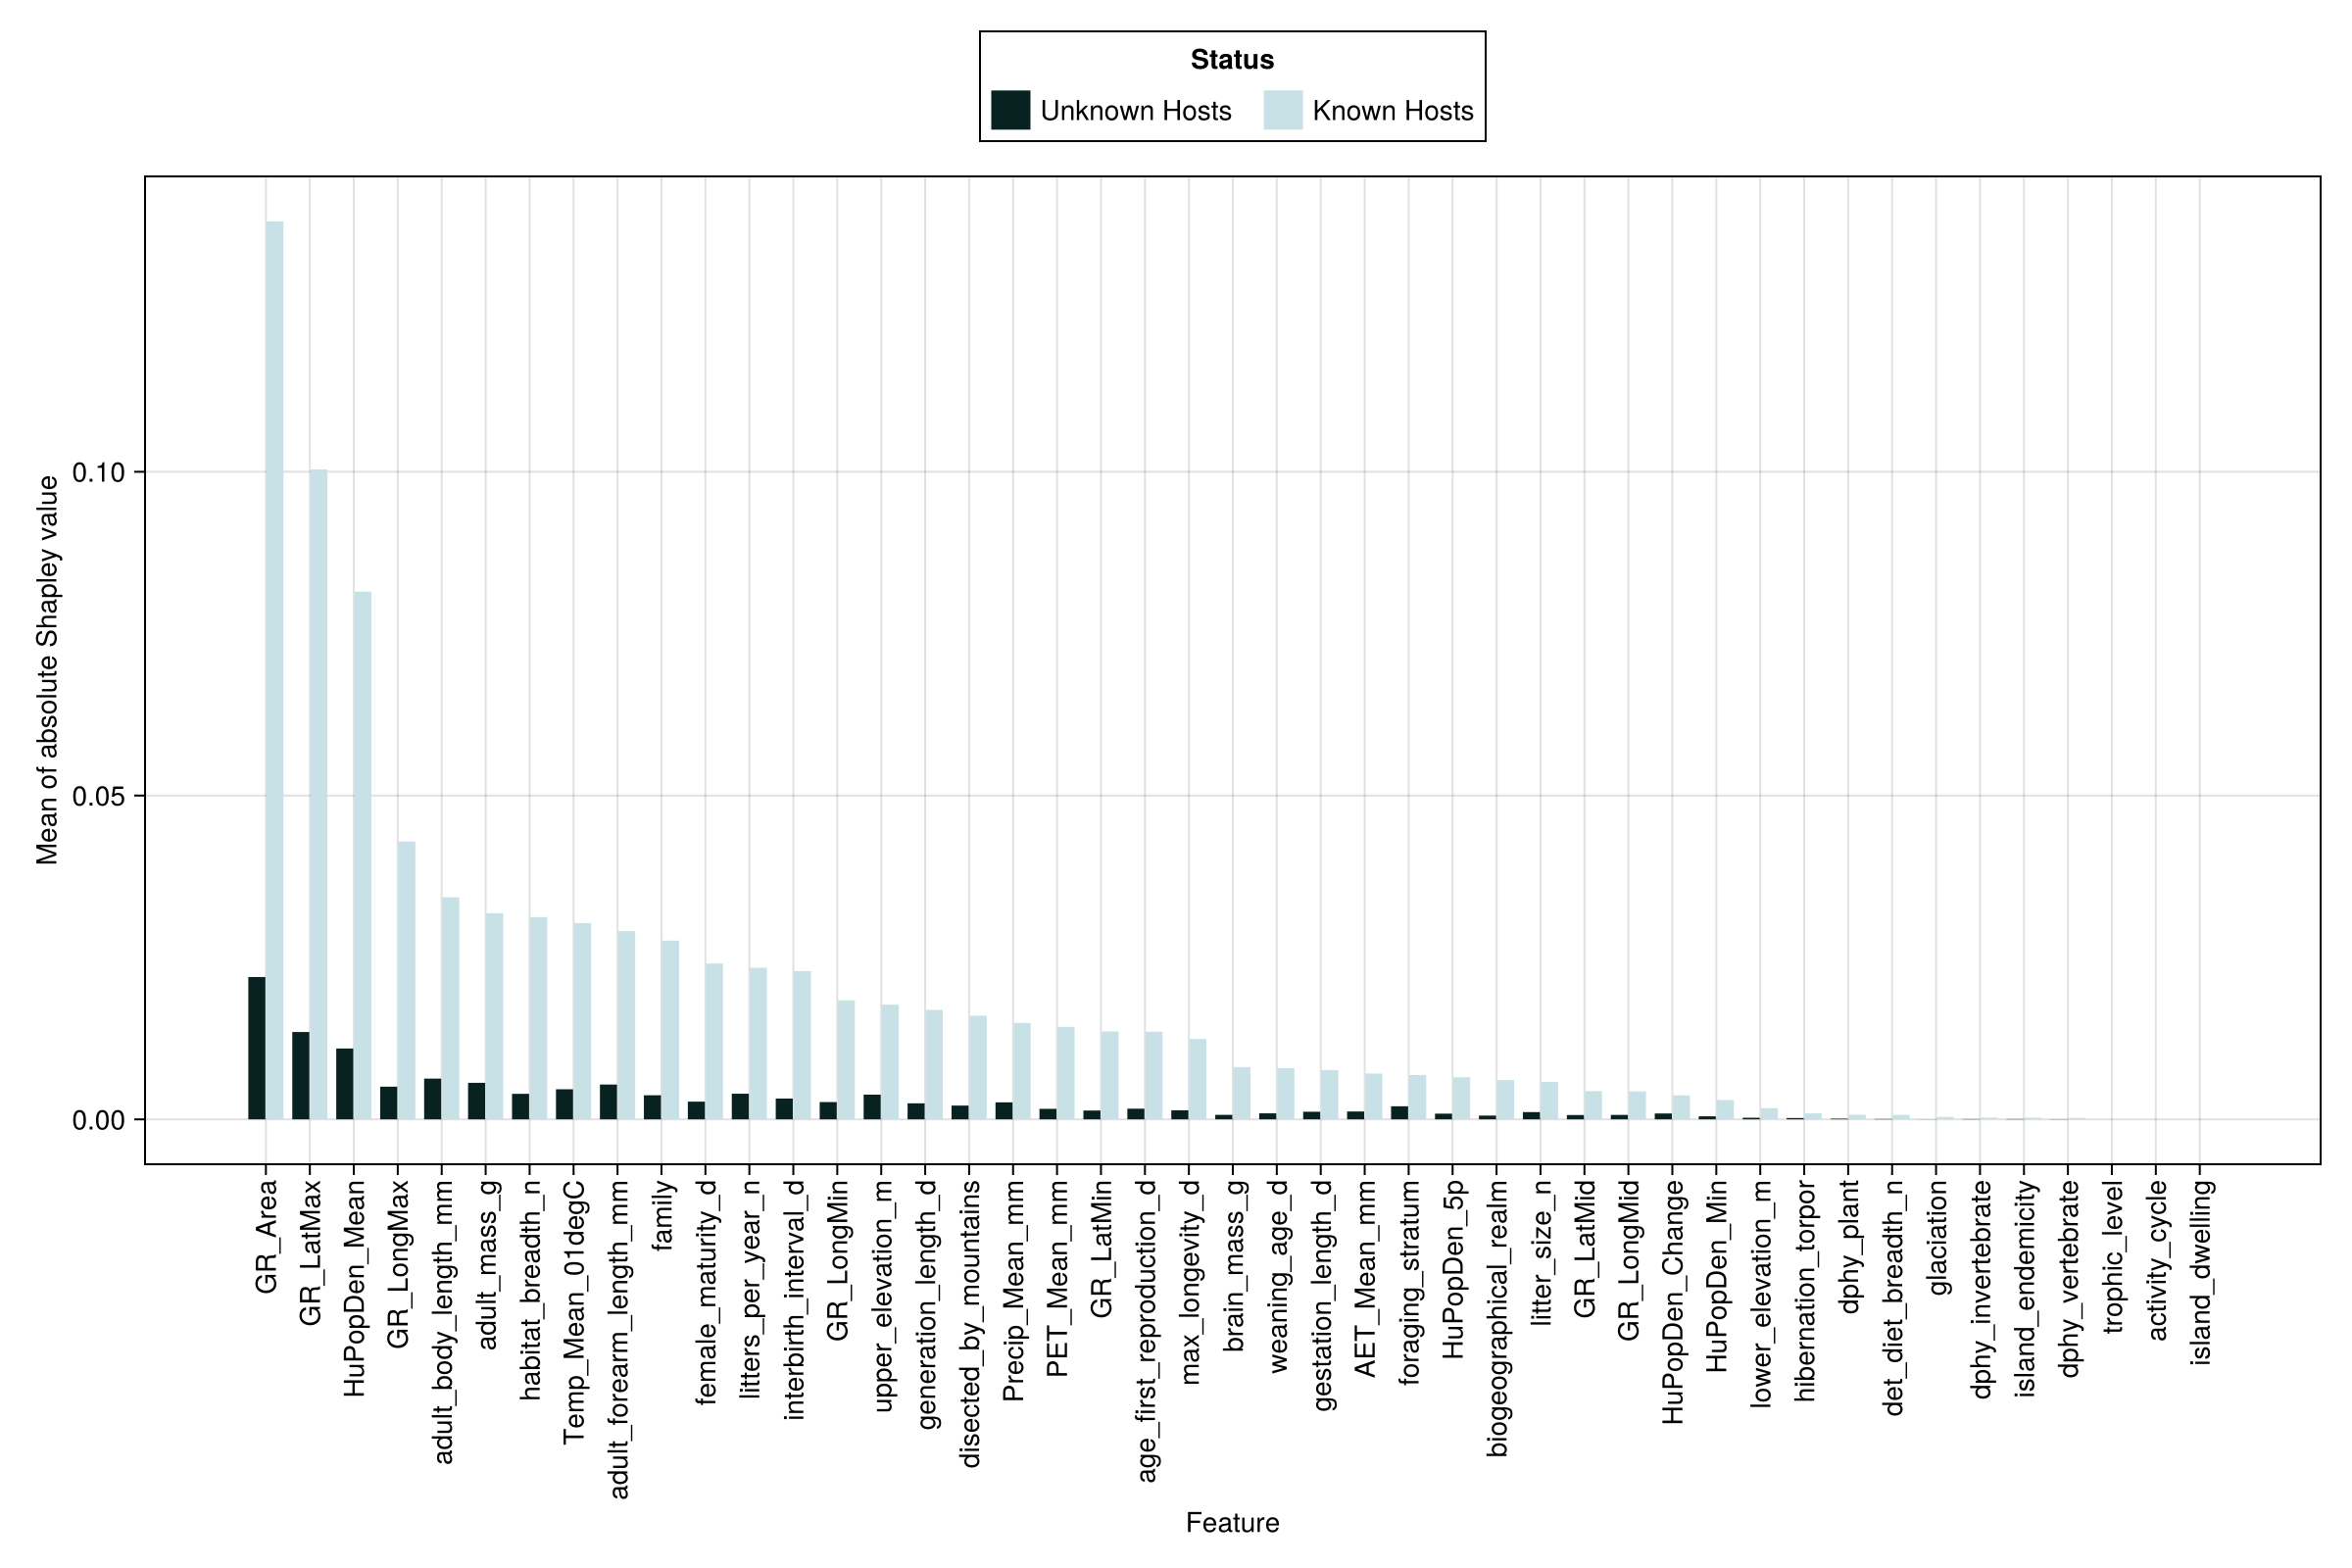 Status
Unknown Hosts
Known Hosts
Mean of absolute Shapley value
0.10
0.05
0.00
GR_Area
GR_LatMax
HuPopDen_Mean
GR_LongMax
adult_body_length_mm
adult_mass_g
habitat_breadth_n
Temp_Mean_01degC
adult_forearm_length_mm
family
female_maturity_d
litters_per_year_n
interbirth_interval_d
GR_LongMin
upper_elevation_m
generation_length_d
disected_by_mountains
Precip_Mean_mm
PET_Mean_mm
GR_LatMin
age_first_reproduction_d
max_longevity_d
brain_mass_g
weaning_age_d
gestation_length_d
AET_Mean_mm
foraging_stratum
HuPopDen_5p
biogeographical_realm
litter_size_n
GR_LatMid
GR_LongMid
HuPopDen_Change
HuPopDen_Min
lower_elevation_m
hibernation_torpor
dphy_plant
det_diet_breadth_n
glaciation
dphy_invertebrate
island_endemicity
dphy_vertebrate
trophic_level
activity_cycle
island_dwelling
Feature